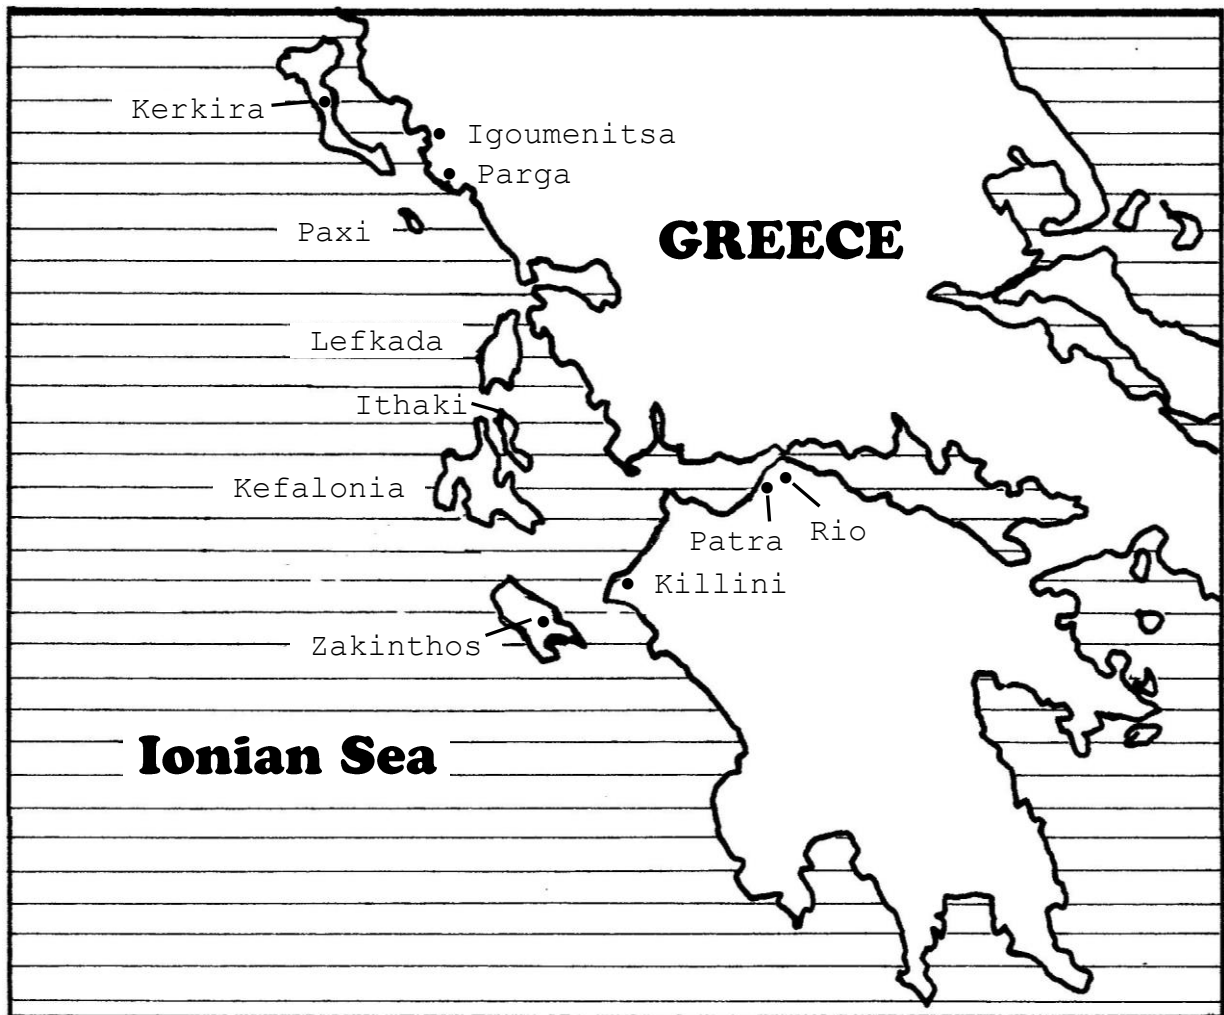 Kerkira
Igoumenitsa
Parga
Paxi
GREECE
Lefkada
Ithaki
Kefalonia
Patra
Rio
Killini
Zakinthos
Ionian Sea